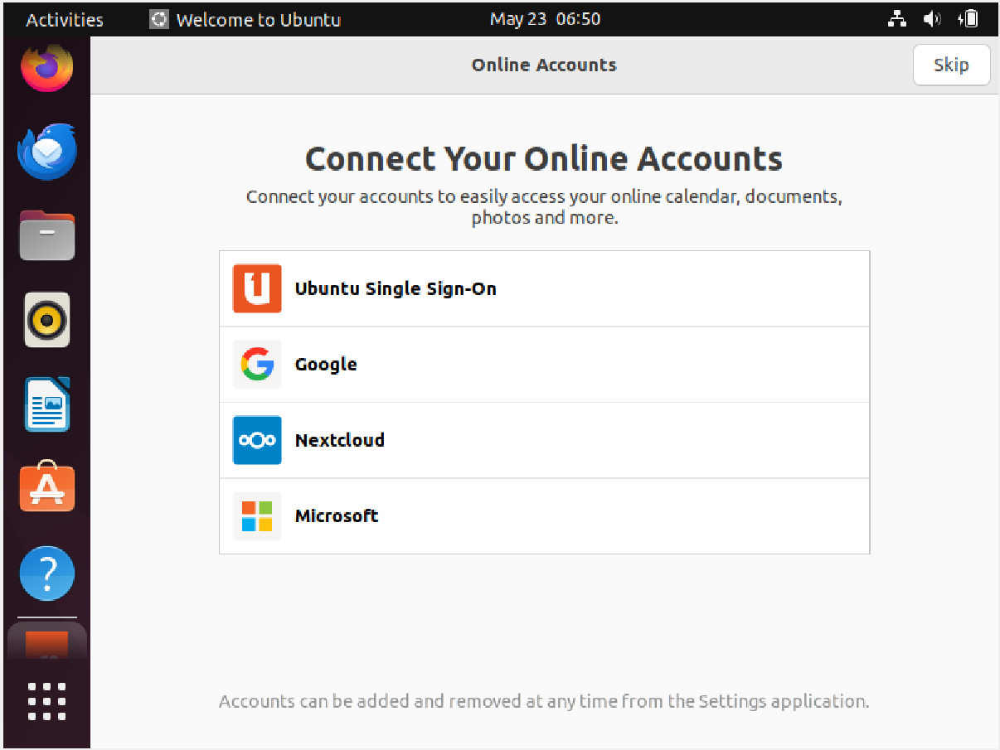 Activities
Welcome to Ubuntu
May 23 06:50
Online Accounts
Skip
Connect Your Online Accounts
Connect your accounts to easily access your online calendar, documents,
photos and more.
Ubuntu Single Sign-On
Google
Nextcloud
Microsoft
Accounts can be added and removed at any time from the Settings application.